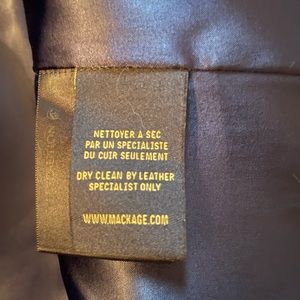 NETTOYER A SEC
PAR UN SPECIALISTE
DU CUIR SEULEMENT
DRY CLEAN BY LEATHER
SPECIALIST ONLY
WWW.MACKAGE.COM